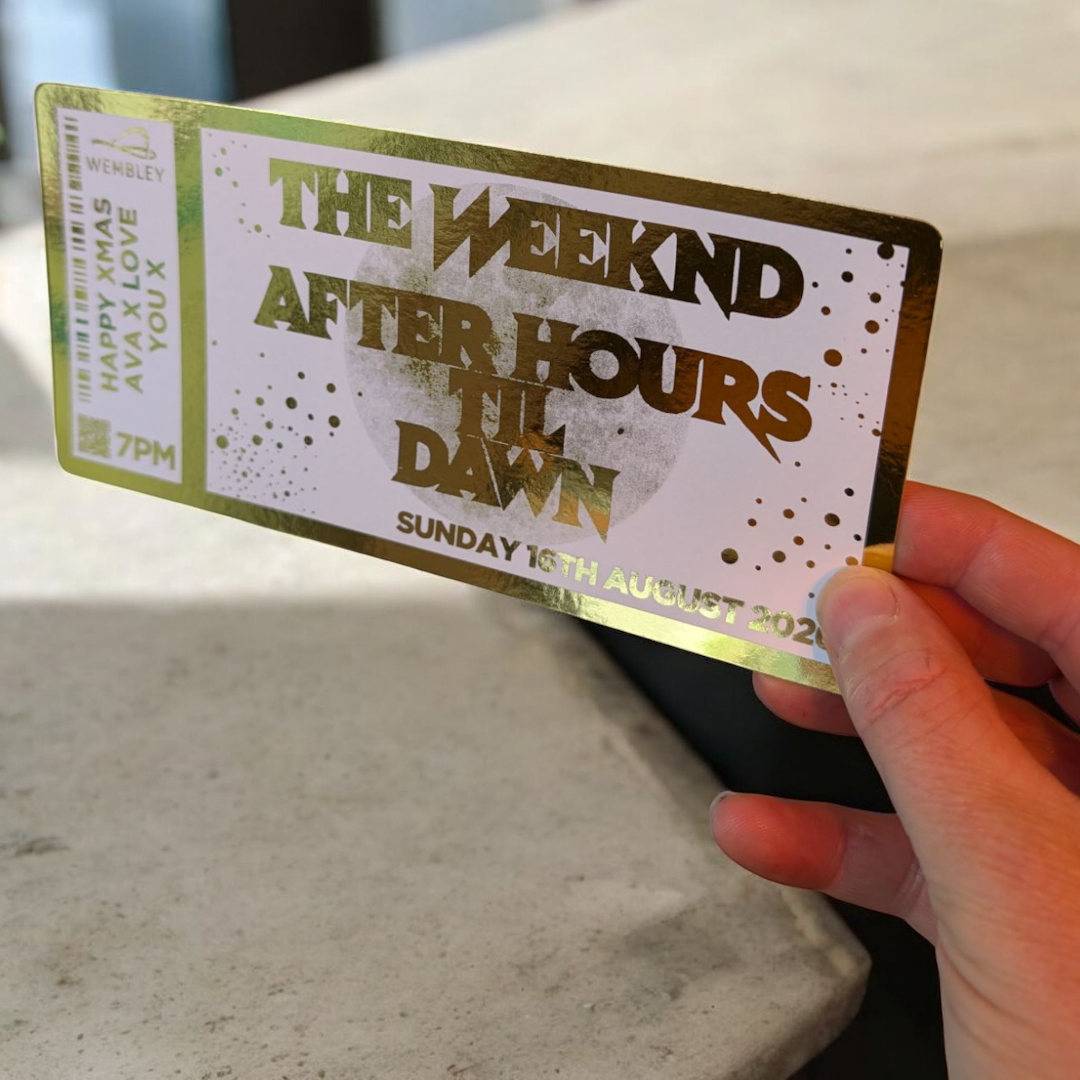 WEMBLEY
HAPPY XMAS
AVA X LOVE
YOU X
7PM
THE WEEKND
AFTER HOURS
TIL
DAWN
SUNDAY 16TH AUGUST